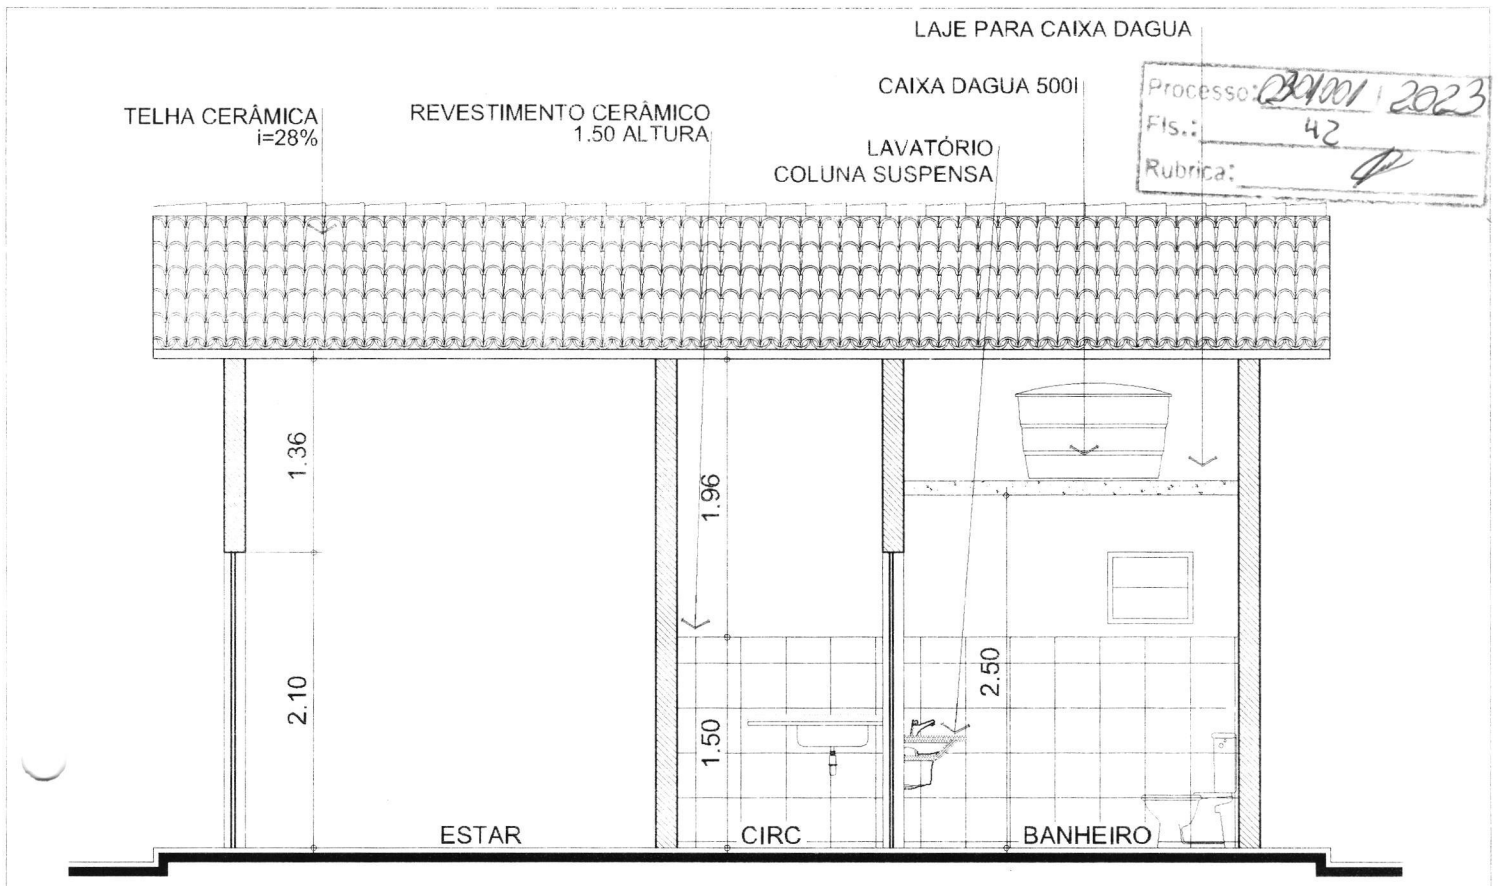 LAJE PARA CAIXA DAGUA
CAIXA DAGUA 500l
TELHA CERÂMICA
i=28%
REVESTIMENTO CERÂMICO
1.50 ALTURA
LAVATÓRIO
COLUNA SUSPENSA
Processo: 0301001 / 2023
Fls.: 42
Rubrica:
1.36
1.96
2.10
1.50
2.50
ESTAR
CIRC
BANHEIRO